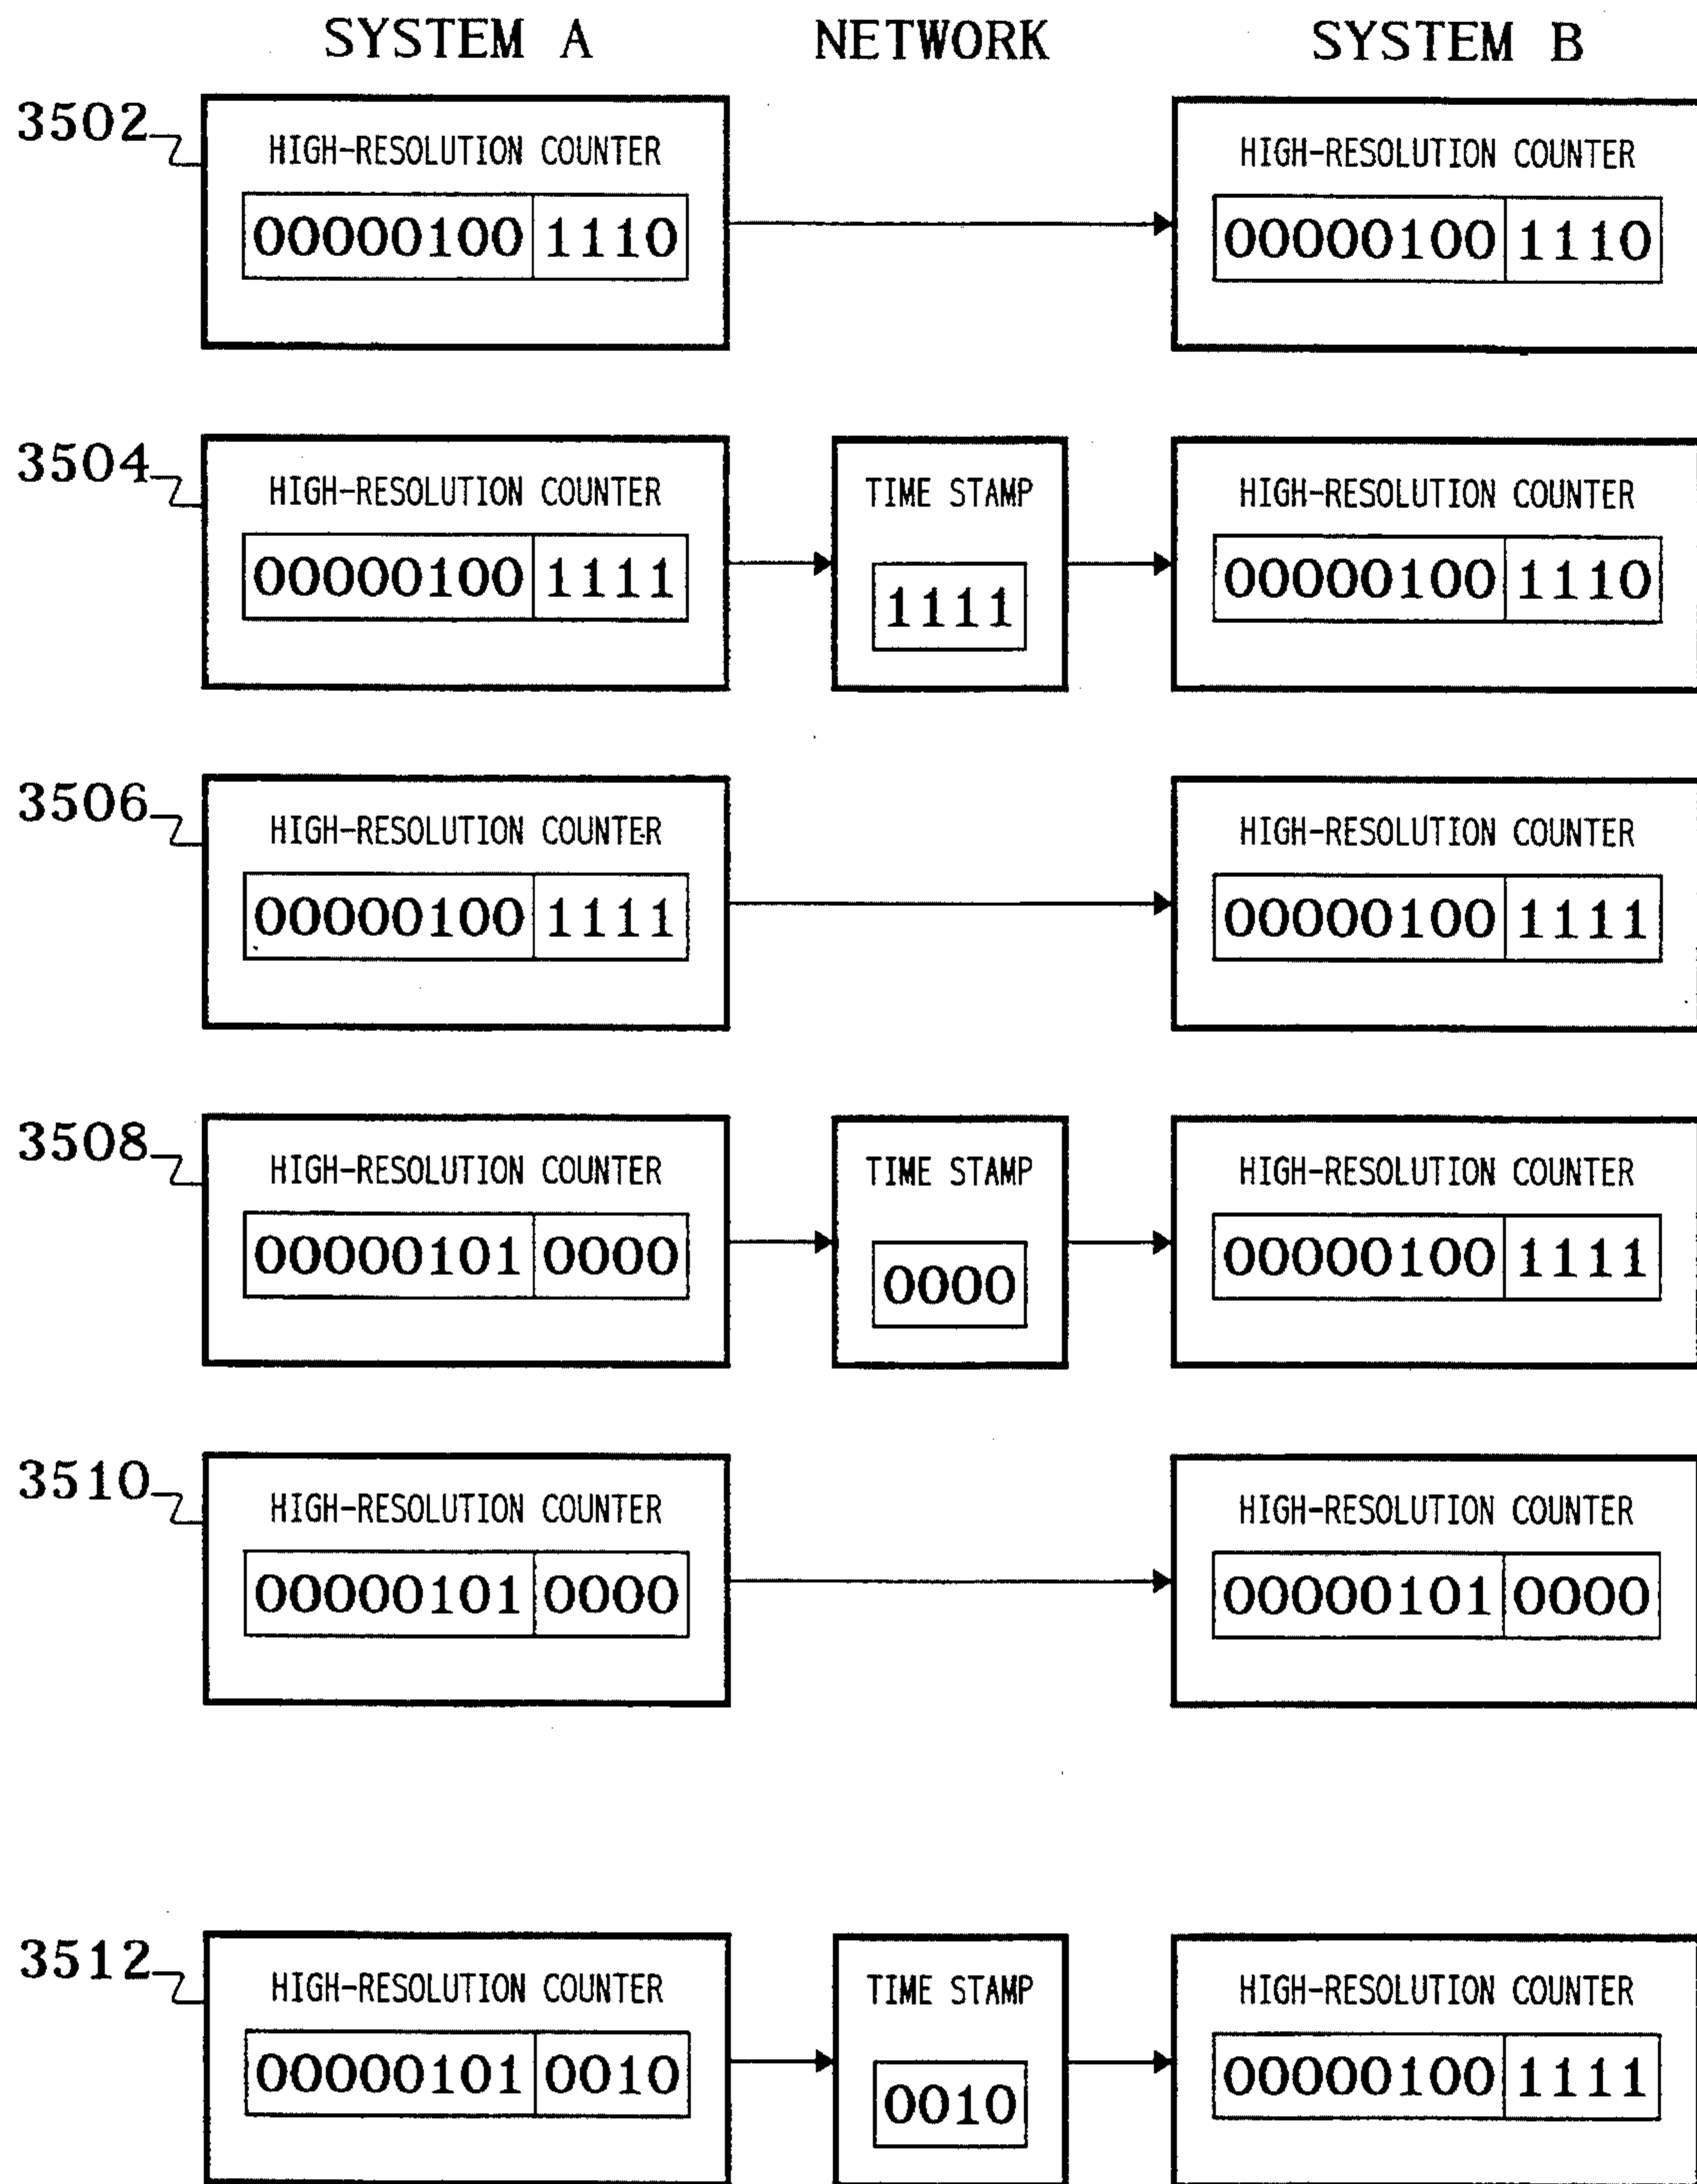 SYSTEM A NETWORK SYSTEM B
3502
HIGH-RESOLUTION COUNTER HIGH-RESOLUTION COUNTER
00000100 1110 00000100 1110
3504
HIGH-RESOLUTION COUNTER TIME STAMP HIGH-RESOLUTION COUNTER
00000100 1111 1111 00000100 1110
3506
HIGH-RESOLUTION COUNTER HIGH-RESOLUTION COUNTER
00000100 1111 00000100 1111
3508
HIGH-RESOLUTION COUNTER TIME STAMP HIGH-RESOLUTION COUNTER
00000101 0000 0000 00000100 1111
3510
HIGH-RESOLUTION COUNTER HIGH-RESOLUTION COUNTER
00000101 0000 00000101 0000
3512
HIGH-RESOLUTION COUNTER TIME STAMP HIGH-RESOLUTION COUNTER
00000101 0010 0010 00000100 1111